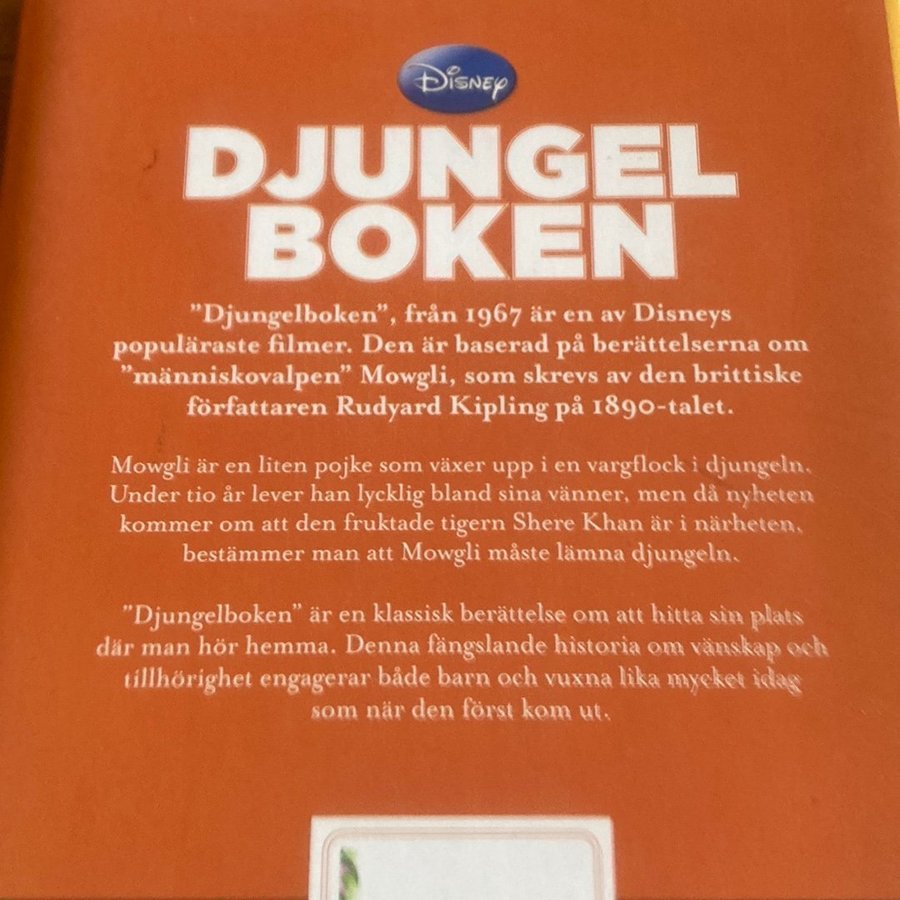 Disney
DJUNGEL
BOKEN
”Djungelboken”, från 1967 är en av Disneys
populäraste filmer. Den är baserad på berättelserna om
”människovalpen” Mowgli, som skrevs av den brittiske
författaren Rudyard Kipling på 1890-talet.
Mowgli är en liten pojke som växer upp i en vargflock i djungeln.
Under tio år lever han lycklig bland sina vänner, men då nyheten
kommer om att den fruktade tigern Shere Khan är i närheten,
bestämmer man att Mowgli måste lämna djungeln.
”Djungelboken” är en klassisk berättelse om att hitta sin plats
där man hör hemma. Denna fängslande historia om vänskap och
tillhörighet engagerar både barn och vuxna lika mycket idag
som när den först kom ut.